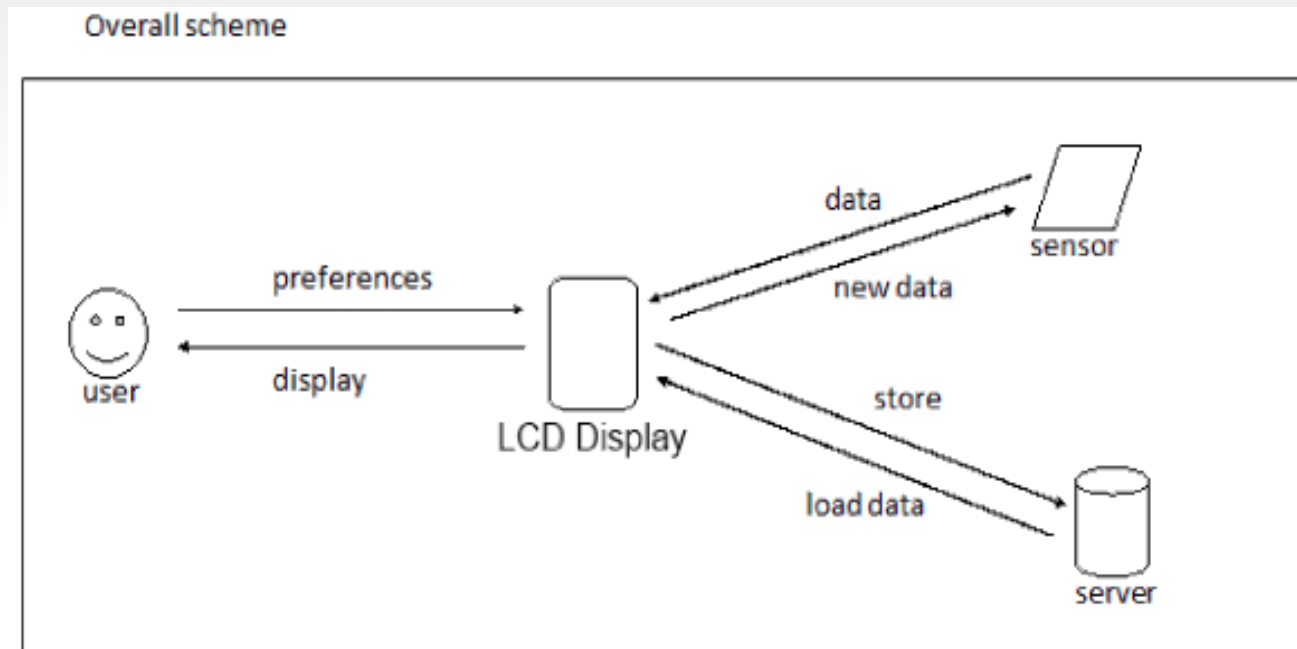 Overall scheme
data
sensor
new data
preferences
user
display
LCD Display
store
load data
server